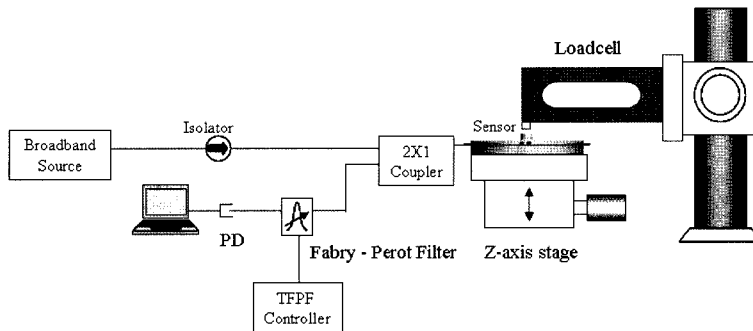 Loadcell
Isolator
Sensor
Broadband
Source
2X1
Coupler
PD
Fabry - Perot Filter
Z-axis stage
TFPF
Controller